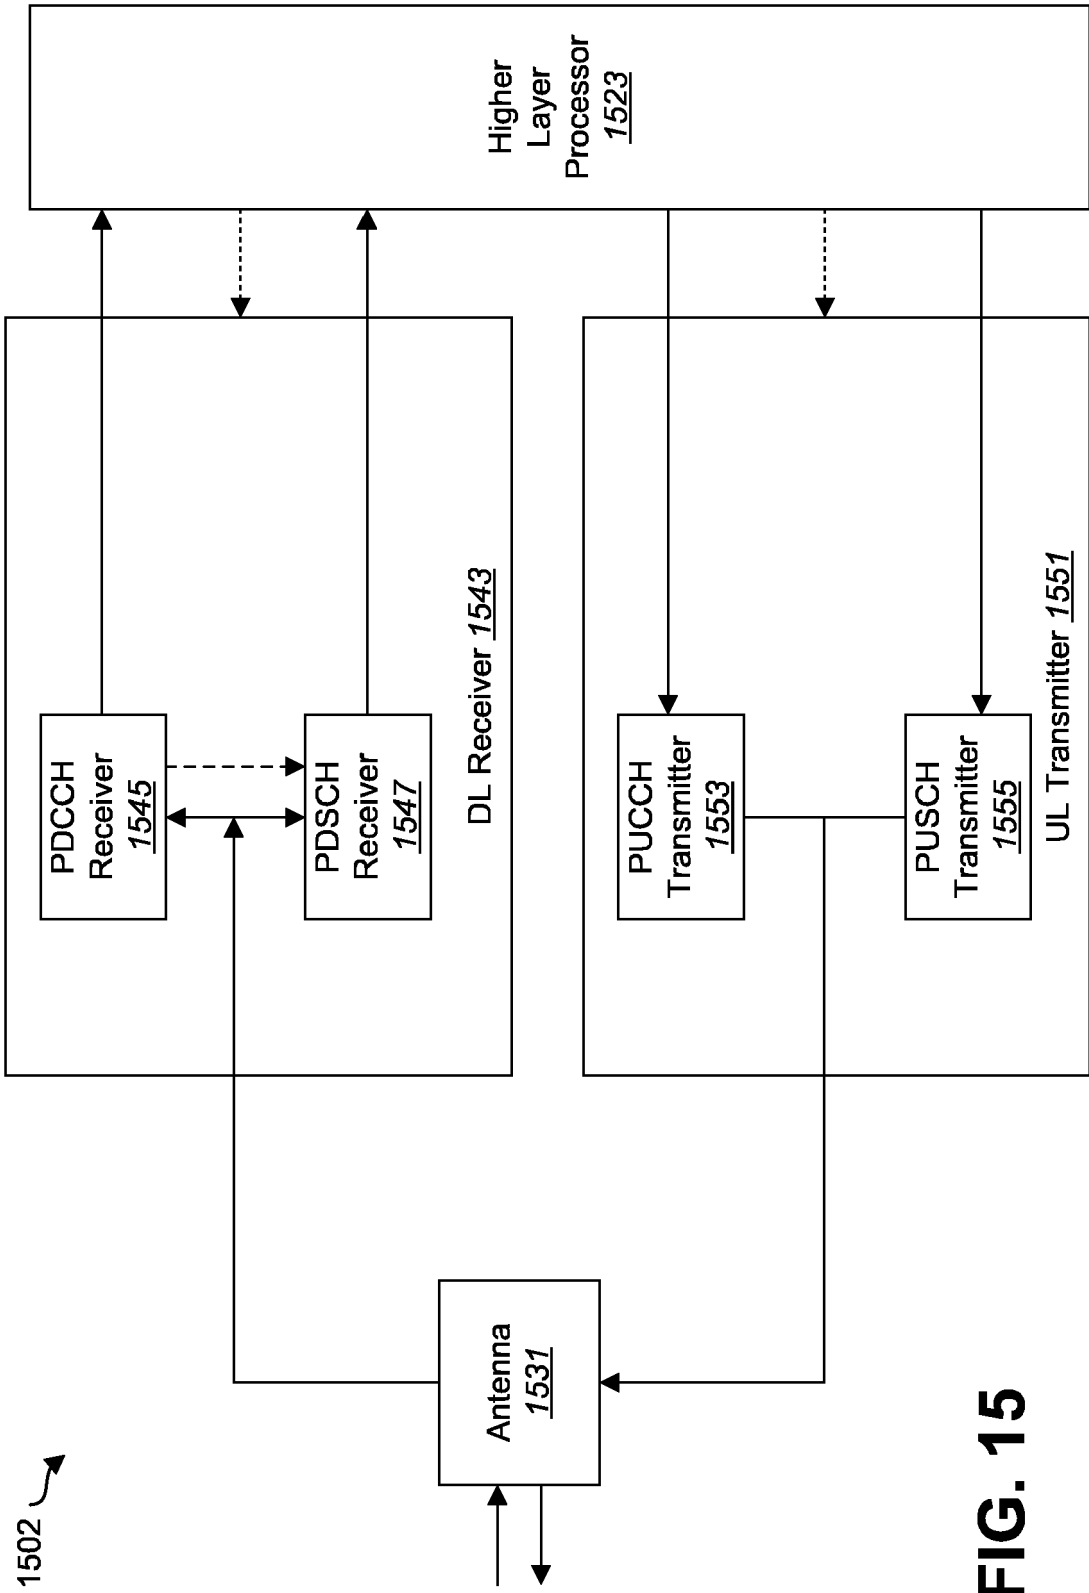 1502
Antenna
1531
PDCCH
Receiver
1545
PDSCH
Receiver
1547
DL Receiver 1543
PUCCH
Transmitter
1553
PUSCH
Transmitter
1555
UL Transmitter 1551
Higher
Layer
Processor
1523
FIG. 15